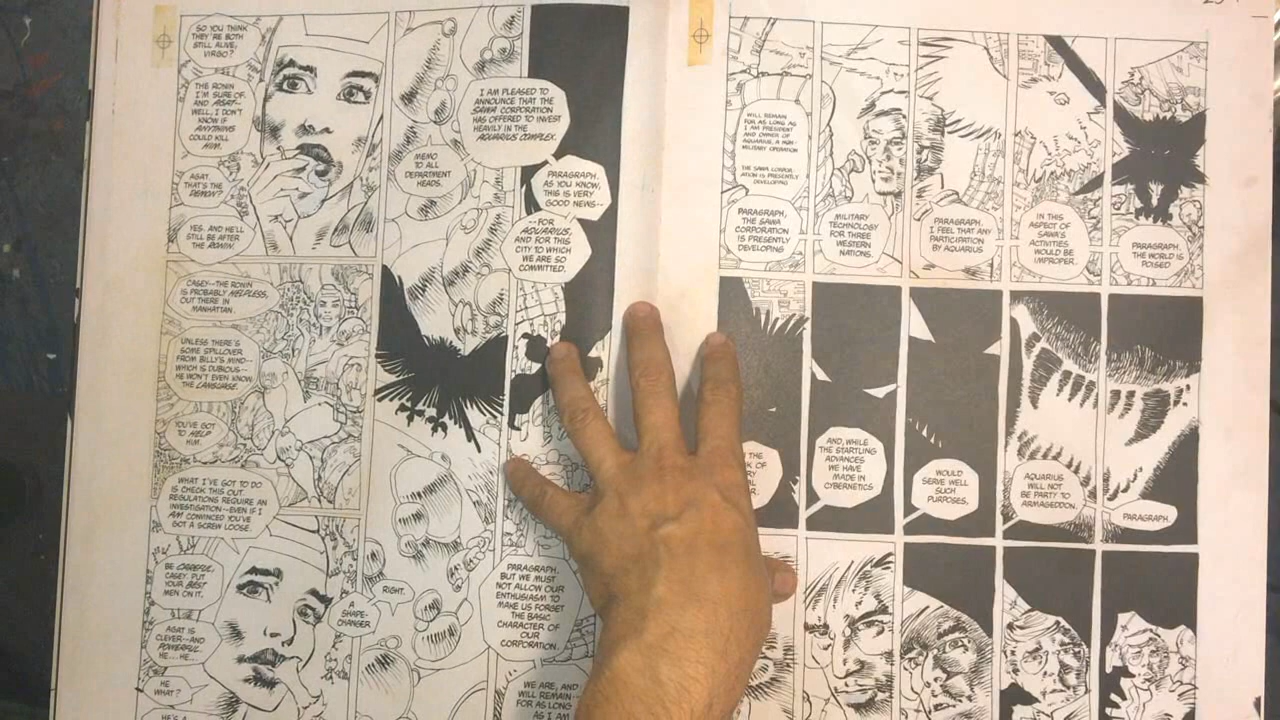 SO YOU THINK
THEY'RE BOTH
STILL ALIVE,
VIRGO?
THE RONIN
I'M SURE OF.
AND AGAT--
WELL, I DON'T
KNOW IF
ANYTHING
COULD KILL
HIM.
AGAT.
THAT'S THE
DEMON?
YES. AND HE'LL
STILL BE AFTER
THE RONIN.
MEMO
TO ALL
DEPARTMENT
HEADS.
I AM PLEASED TO
ANNOUNCE THAT THE
SAWA CORPORATION
HAS OFFERED TO INVEST
HEAVILY IN THE
AQUARIUS COMPLEX.
PARAGRAPH,
AS YOU KNOW,
THIS IS VERY
GOOD NEWS--
--FOR
AQUARIUS,
AND FOR THIS
CITY TO WHICH
WE ARE SO
COMMITTED.
CASEY--THE RONIN
IS PROBABLY HELPLESS,
OUT THERE IN
MANHATTAN.
UNLESS THERE'S
SOME SPILLOVER
FROM BILLY'S MIND--
WHICH IS DUBIOUS--
HE WON'T EVEN KNOW
THE LANGUAGE.
YOU'VE
GOT TO HELP
HIM.
WHAT I'VE GOT TO DO
IS CHECK THIS OUT.
REGULATIONS REQUIRE AN
INVESTIGATION--EVEN IF I
AM CONVINCED YOU'VE
GOT A SCREW LOOSE.
BE CAREFUL,
CASEY. PUT
YOUR BEST
MEN ON IT.
AGAT IS
CLEVER--AND
POWERFUL.
HE...HE...
HE
WHAT?
HE'S A
A
SHAPE-
CHANGER
RIGHT.
PARAGRAPH.
BUT WE MUST
NOT ALLOW OUR
ENTHUSIASM TO
MAKE US FORGET
THE BASIC
CHARACTER OF
OUR
CORPORATION.
WE ARE, AND
WILL REMAIN--
FOR AS LONG
AS I AM
WILL REMAIN
FOR AS LONG AS
I AM PRESIDENT
AND OWNER OF
AQUARIUS, A NON-
MILITARY OPERATION
THE SAWA CORPOR-
ATION IS PRESENTLY
DEVELOPING
PARAGRAPH,
THE SAWA
CORPORATION
IS PRESENTLY
DEVELOPING
MILITARY
TECHNOLOGY
FOR THREE
WESTERN
NATIONS.
PARAGRAPH,
I FEEL THAT ANY
PARTICIPATION
BY AQUARIUS
IN THIS
ASPECT OF
SAWA'S
ACTIVITIES
WOULD BE
IMPROPER.
PARAGRAPH,
THE WORLD IS
POISED
THE
OF
AND, WHILE
THE STARTLING
ADVANCES
WE HAVE
MADE IN
CYBERNETICS
WOULD
SERVE WELL
SUCH
PURPOSES,
AQUARIUS
WILL NOT
BE PARTY TO
ARMAGEDDON.
PARAGRAPH.